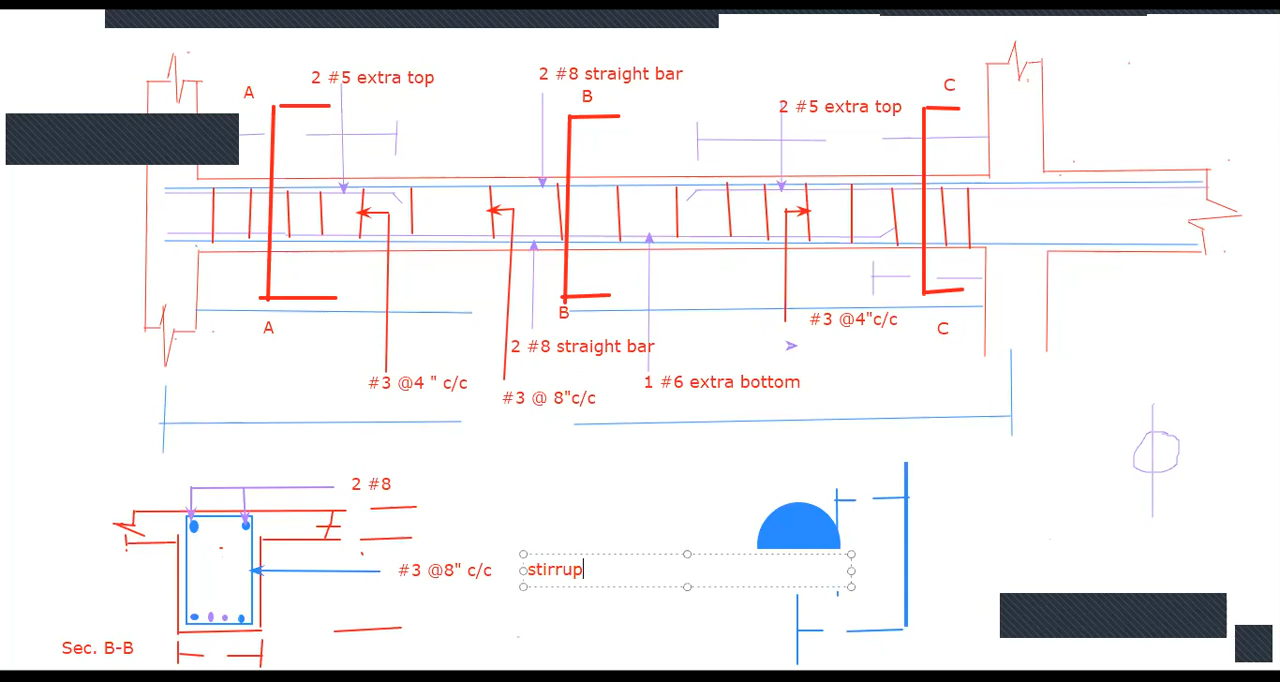 2 #5 extra top
2 #8 straight bar
A
B
C
2 #5 extra top
A
B
C
#3 @4"c/c
2 #8 straight bar
#3 @4 " c/c
1 #6 extra bottom
#3 @ 8"c/c
2 #8
#3 @8" c/c
stirrup
Sec. B-B